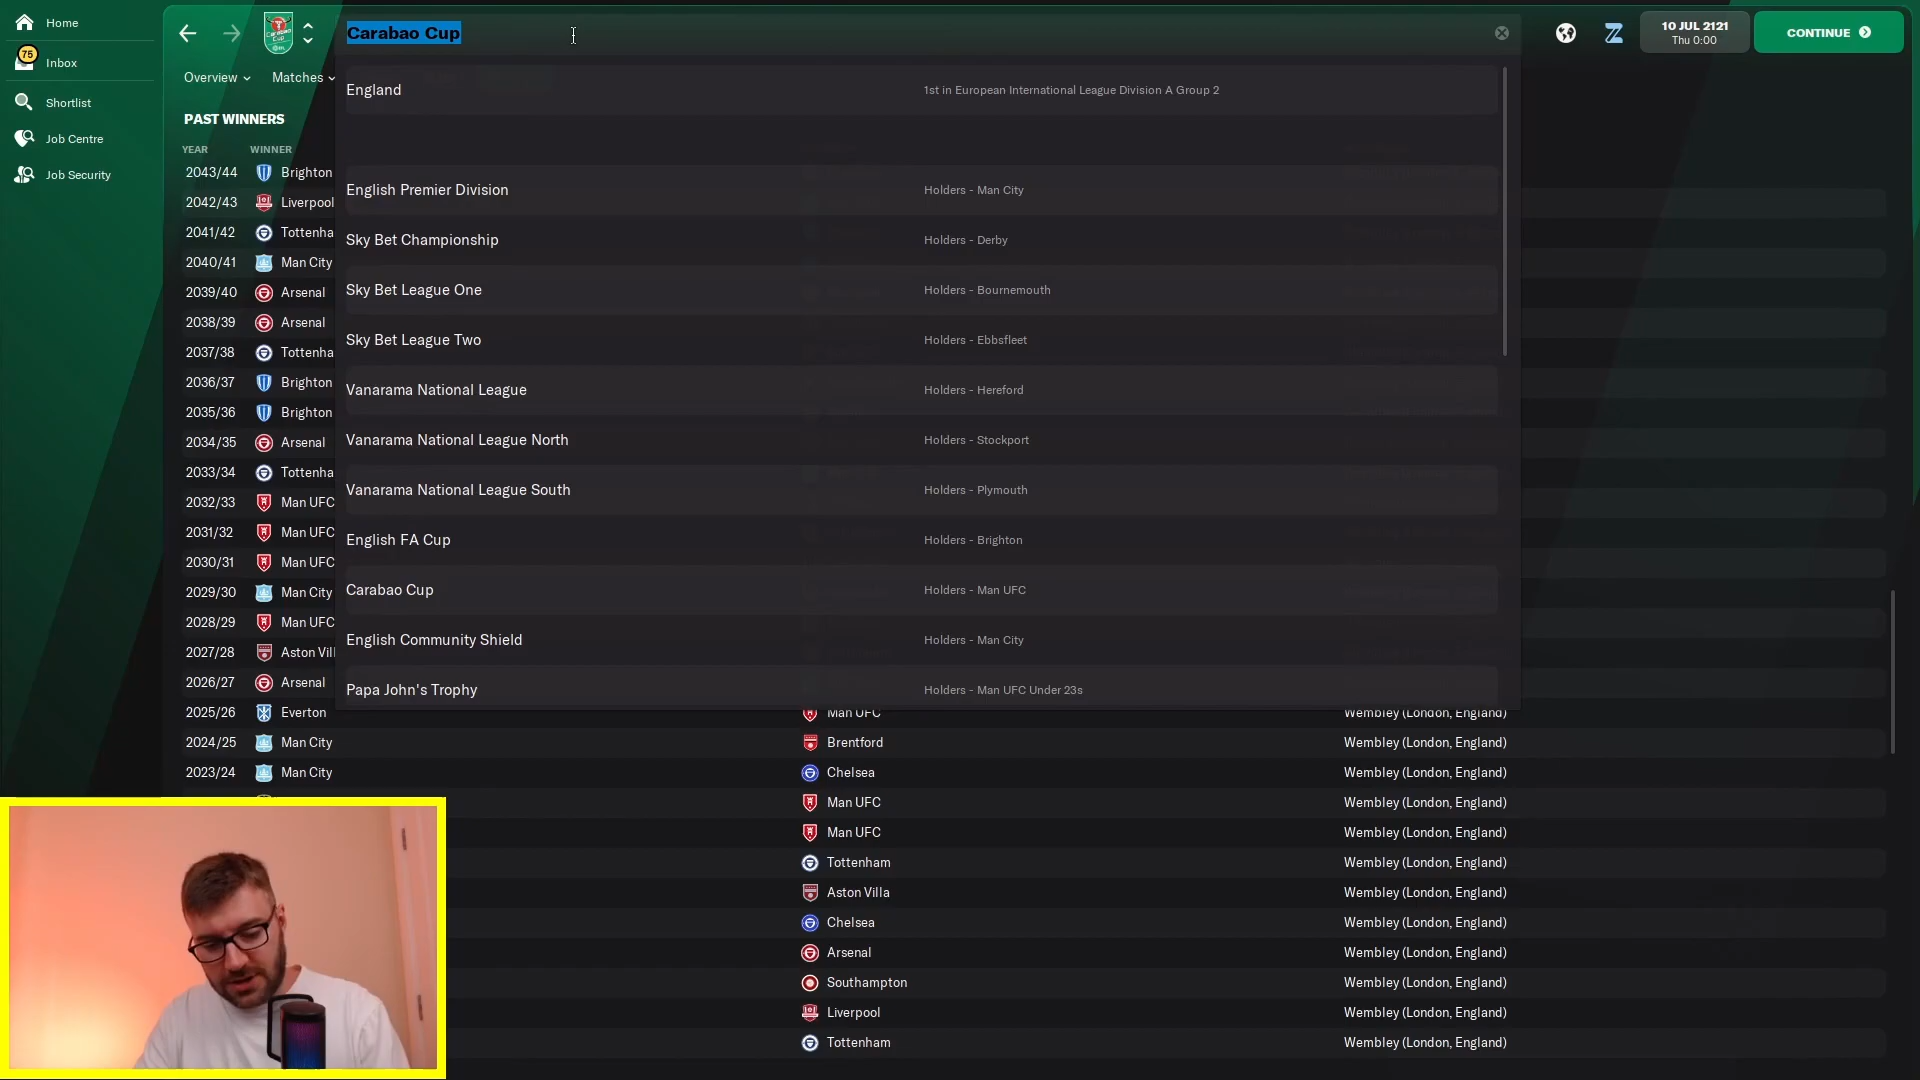 Home
75
Inbox
Shortlist
Job Centre
Job Security
Carabao Cup
10 JUL 2121
Thu 0:00
CONTINUE
Overview
Matches
PAST WINNERS
YEAR WINNER
England 1st in European International League Division A Group 2
English Premier Division Holders - Man City
Sky Bet Championship Holders - Derby
Sky Bet League One Holders - Bournemouth
Sky Bet League Two Holders - Ebbsfleet
Vanarama National League Holders - Hereford
Vanarama National League North Holders - Stockport
Vanarama National League South Holders - Plymouth
English FA Cup Holders - Brighton
Carabao Cup Holders - Man UFC
English Community Shield Holders - Man City
Papa John's Trophy Holders - Man UFC Under 23s
2043/44 Brighton
2042/43 Liverpool
2041/42 Tottenha
2040/41 Man City
2039/40 Arsenal
2038/39 Arsenal
2037/38 Tottenha
2036/37 Brighton
2035/36 Brighton
2034/35 Arsenal
2033/34 Tottenha
2032/33 Man UFC
2031/32 Man UFC
2030/31 Man UFC
2029/30 Man City
2028/29 Man UFC
2027/28 Aston Vil
2026/27 Arsenal
2025/26 Everton Man UFC Wembley (London, England)
2024/25 Man City Brentford Wembley (London, England)
2023/24 Man City Chelsea Wembley (London, England)
Man UFC Wembley (London, England)
Man UFC Wembley (London, England)
Tottenham Wembley (London, England)
Aston Villa Wembley (London, England)
Chelsea Wembley (London, England)
Arsenal Wembley (London, England)
Southampton Wembley (London, England)
Liverpool Wembley (London, England)
Tottenham Wembley (London, England)